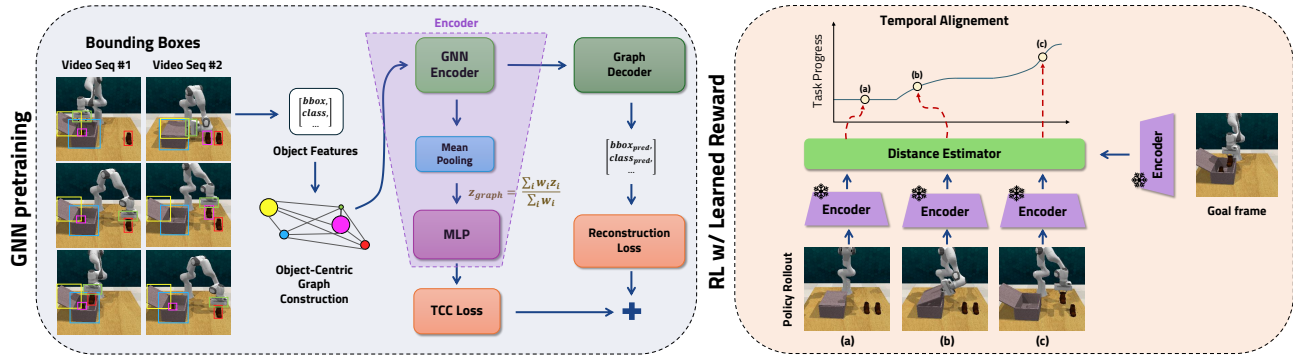 GNN pretraining
Bounding Boxes
Video Seq #1
Video Seq #2
[bbox,
class,
...]
Object Features
Object-Centric
Graph
Construction
Encoder
GNN
Encoder
Mean
Pooling
z_graph = ∑_i w_i z_i / ∑_i w_i
MLP
TCC Loss
Graph
Decoder
[bbox_pred,
class_pred,
...]
Reconstruction
Loss
+
RL w/ Learned Reward
Temporal Alignement
Task Progress
(a)
(b)
(c)
Distance Estimator
Encoder
Encoder
Encoder
Encoder
Goal frame
Policy Rollout
(a)
(b)
(c)